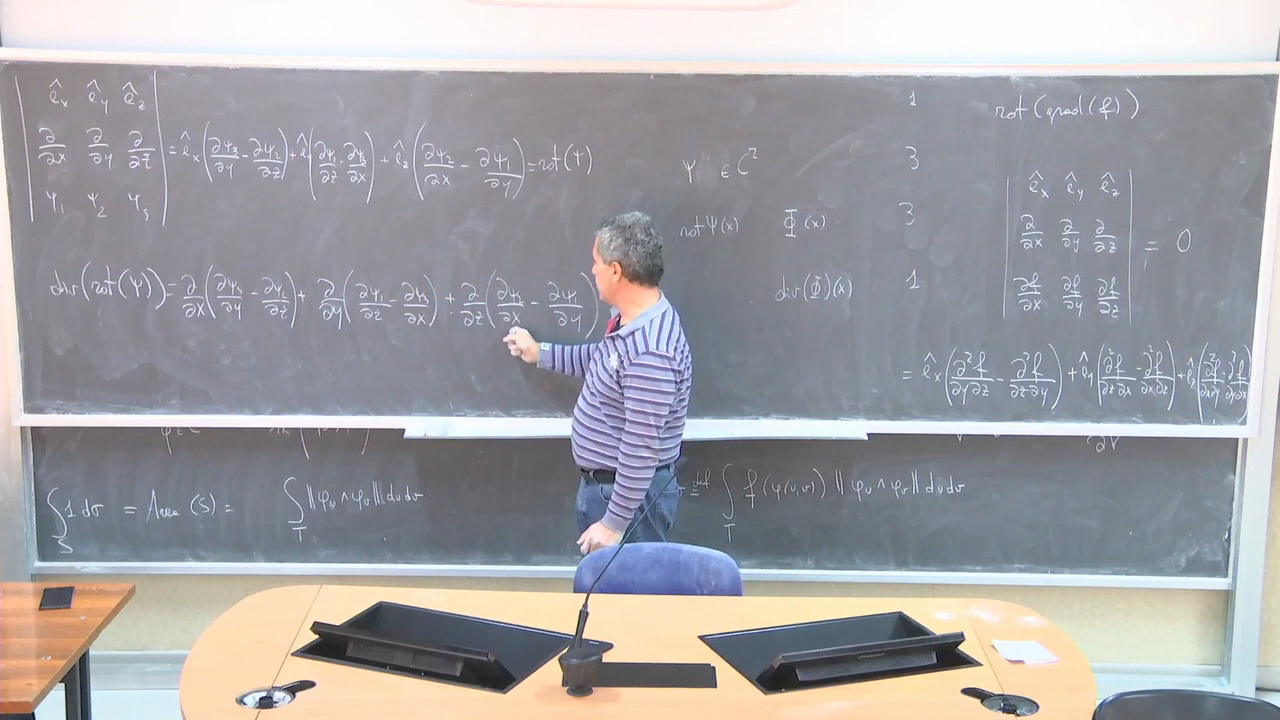 | ê_x ê_y ê_z |
| ∂/∂x ∂/∂y ∂/∂z | = ê_x(∂ψ_3/∂y − ∂ψ_2/∂z) + ê_y(∂ψ_1/∂z − ∂ψ_3/∂x) + ê_z(∂ψ_2/∂x − ∂ψ_1/∂y) = rot(Ψ)
| ψ_1 ψ_2 ψ_3 |
div(rot(Ψ)) = ∂/∂x(∂ψ_3/∂y − ∂ψ_2/∂z) + ∂/∂y(∂ψ_1/∂z − ∂ψ_3/∂x) + ∂/∂z(∂ψ_2/∂x − ∂ψ_1/∂y)
Ψ ∈ C²
rot Ψ(x) Φ(x)
div(Φ)(x)
1
3
3
1
rot(grad(f))
| ê_x ê_y ê_z |
| ∂/∂x ∂/∂y ∂/∂z | = 0
| ∂f/∂x ∂f/∂y ∂f/∂z |
= ê_x(∂²f/∂y∂z − ∂²f/∂z∂y) + ê_y(∂²f/∂z∂x − ∂²f/∂x∂z) + ê_z(∂²f/∂x∂y − ∂²f/∂y∂x)
∫_S 1 dσ = Area (S) = ∫_T ‖φ_u ∧ φ_v‖ du dv
σ =def ∫_T f(φ(u,v)) ‖φ_u ∧ φ_v‖ du dv